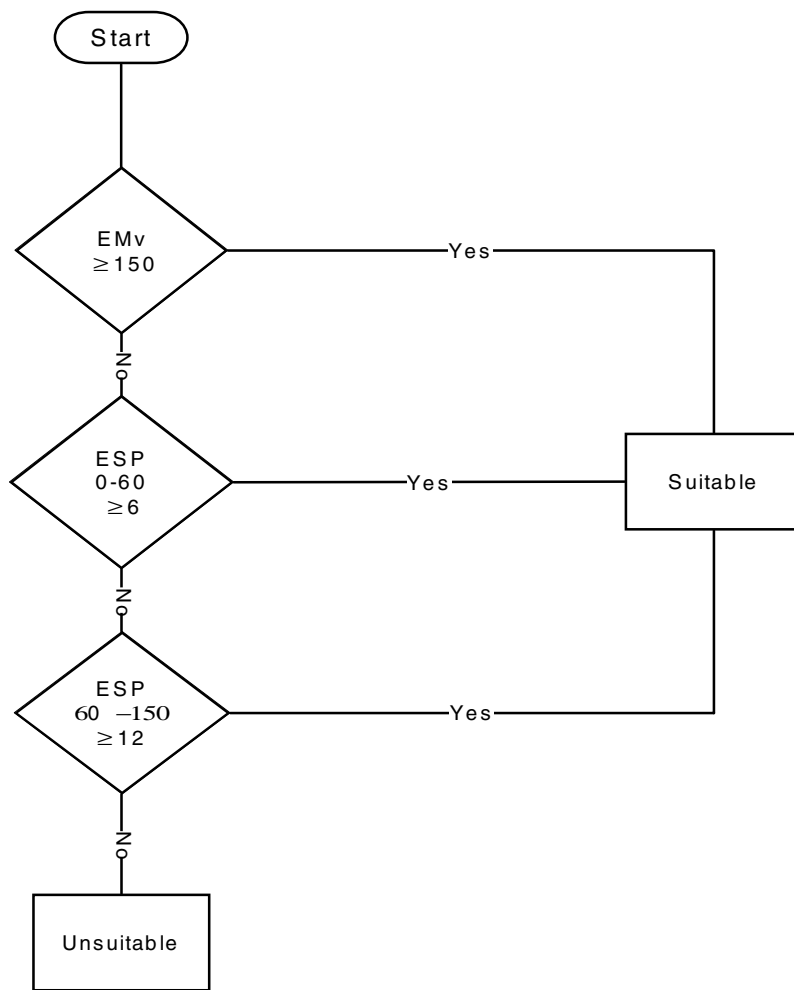 Start
EMv
≥150
Yes
No
ESP
0-60
≥6
Yes
Suitable
No
ESP
60 –150
≥12
Yes
No
Unsuitable